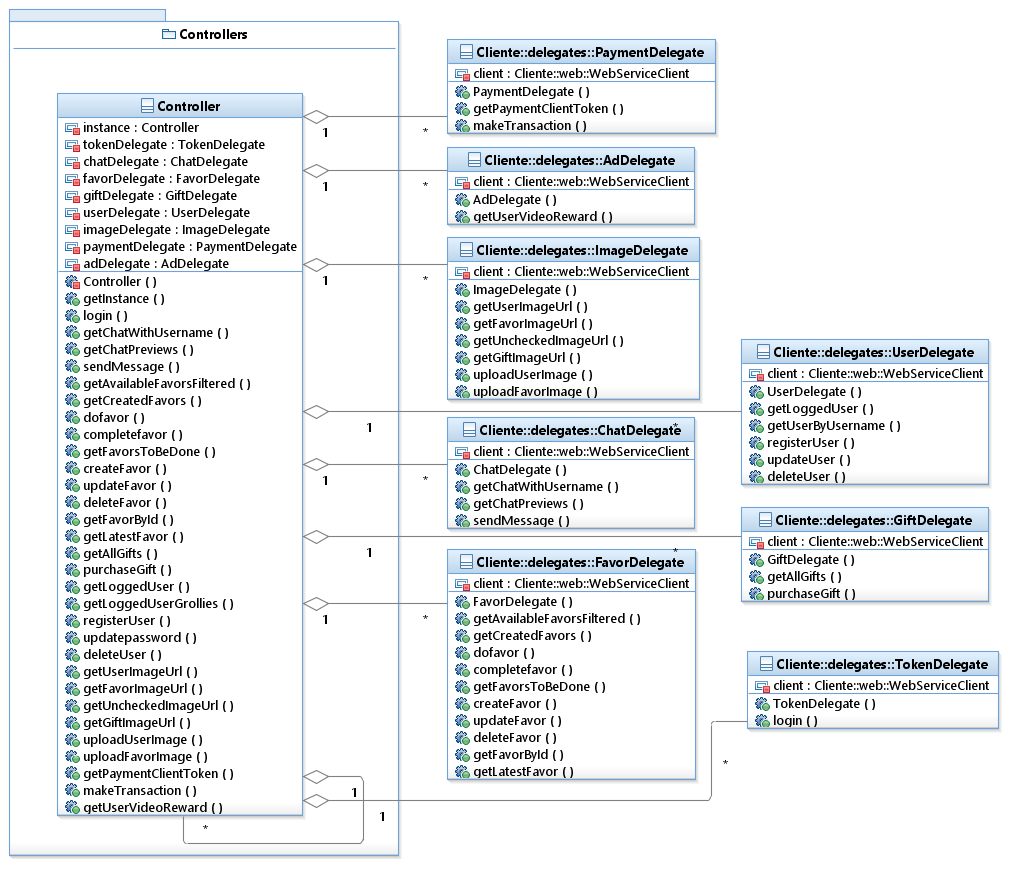 Controllers
Controller
instance : Controller
tokenDelegate : TokenDelegate
chatDelegate : ChatDelegate
favorDelegate : FavorDelegate
giftDelegate : GiftDelegate
userDelegate : UserDelegate
imageDelegate : ImageDelegate
paymentDelegate : PaymentDelegate
adDelegate : AdDelegate
Controller ( )
getInstance ( )
login ( )
getChatWithUsername ( )
getChatPreviews ( )
sendMessage ( )
getAvailableFavorsFiltered ( )
getCreatedFavors ( )
dofavor ( )
completefavor ( )
getFavorsToBeDone ( )
createFavor ( )
updateFavor ( )
deleteFavor ( )
getFavorById ( )
getLatestFavor ( )
getAllGifts ( )
purchaseGift ( )
getLoggedUser ( )
getLoggedUserGrollies ( )
registerUser ( )
updatepassword ( )
deleteUser ( )
getUserImageUrl ( )
getFavorImageUrl ( )
getUncheckedImageUrl ( )
getGiftImageUrl ( )
uploadUserImage ( )
uploadFavorImage ( )
getPaymentClientToken ( )
makeTransaction ( )
getUserVideoReward ( )
1
*
1
*
1
*
1
*
1
*
1
*
1
*
1
*
1
*
Cliente::delegates::PaymentDelegate
client : Cliente::web::WebServiceClient
PaymentDelegate ( )
getPaymentClientToken ( )
makeTransaction ( )
Cliente::delegates::AdDelegate
client : Cliente::web::WebServiceClient
AdDelegate ( )
getUserVideoReward ( )
Cliente::delegates::ImageDelegate
client : Cliente::web::WebServiceClient
ImageDelegate ( )
getUserImageUrl ( )
getFavorImageUrl ( )
getUncheckedImageUrl ( )
getGiftImageUrl ( )
uploadUserImage ( )
uploadFavorImage ( )
Cliente::delegates::UserDelegate
client : Cliente::web::WebServiceClient
UserDelegate ( )
getLoggedUser ( )
getUserByUsername ( )
registerUser ( )
updateUser ( )
deleteUser ( )
Cliente::delegates::ChatDelegate
client : Cliente::web::WebServiceClient
ChatDelegate ( )
getChatWithUsername ( )
getChatPreviews ( )
sendMessage ( )
Cliente::delegates::GiftDelegate
client : Cliente::web::WebServiceClient
GiftDelegate ( )
getAllGifts ( )
purchaseGift ( )
Cliente::delegates::FavorDelegate
client : Cliente::web::WebServiceClient
FavorDelegate ( )
getAvailableFavorsFiltered ( )
getCreatedFavors ( )
dofavor ( )
completefavor ( )
getFavorsToBeDone ( )
createFavor ( )
updateFavor ( )
deleteFavor ( )
getFavorById ( )
getLatestFavor ( )
Cliente::delegates::TokenDelegate
client : Cliente::web::WebServiceClient
TokenDelegate ( )
login ( )